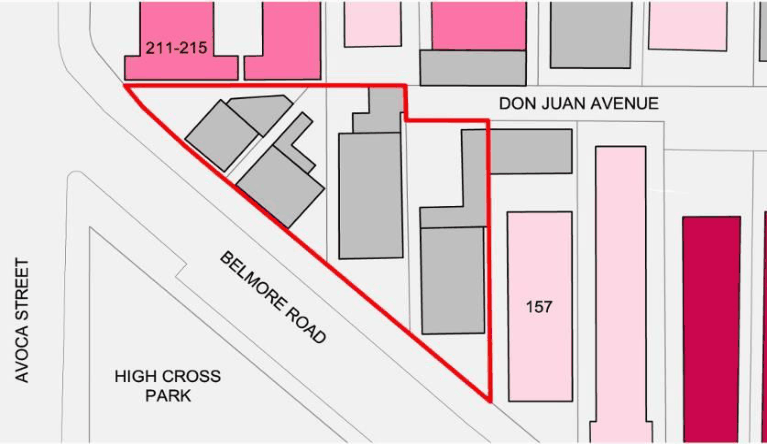 211-215
DON JUAN AVENUE
BELMORE ROAD
AVOCA STREET
157
HIGH CROSS
PARK